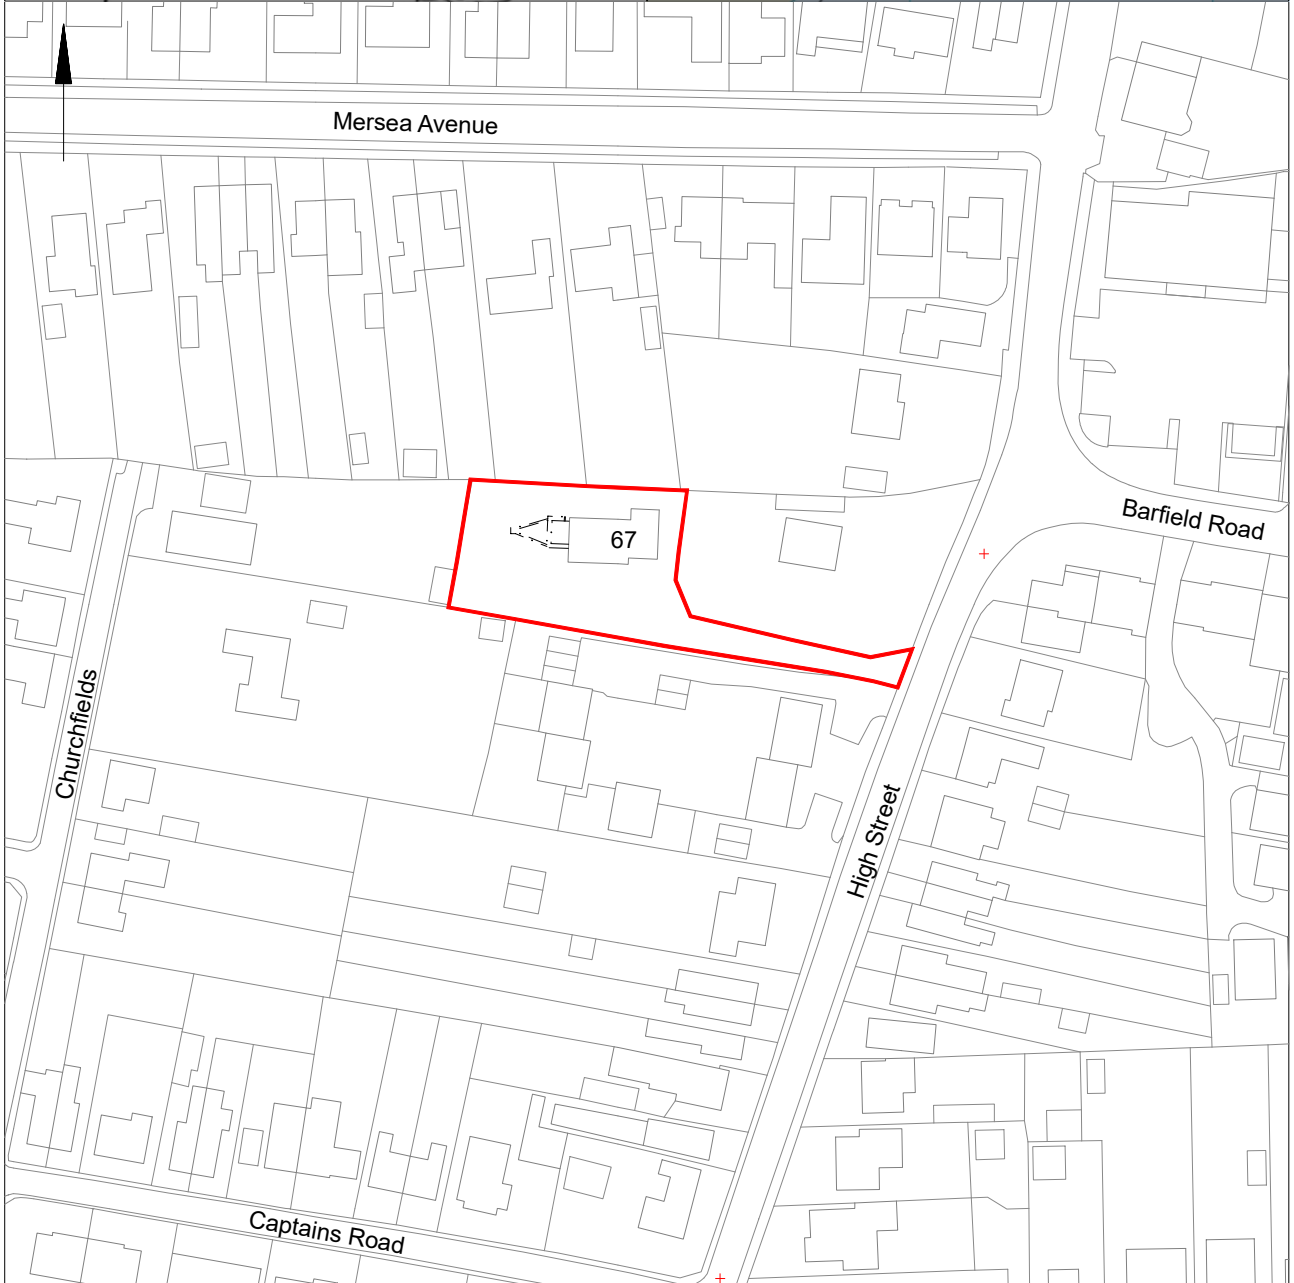 Mersea Avenue
Barfield Road
67
Churchfields
High Street
Captains Road